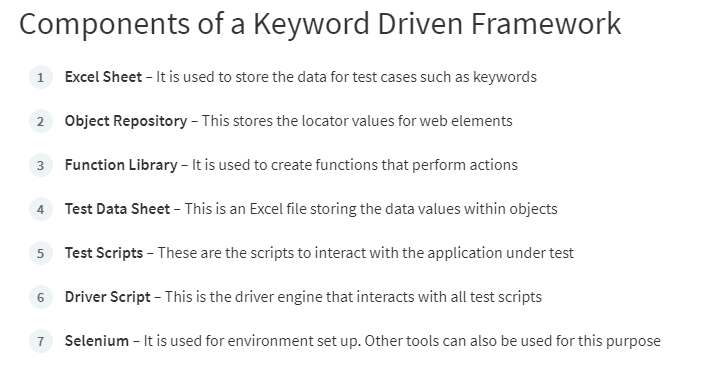 Components of a Keyword Driven Framework
1 Excel Sheet – It is used to store the data for test cases such as keywords
2 Object Repository – This stores the locator values for web elements
3 Function Library – It is used to create functions that perform actions
4 Test Data Sheet – This is an Excel file storing the data values within objects
5 Test Scripts – These are the scripts to interact with the application under test
6 Driver Script – This is the driver engine that interacts with all test scripts
7 Selenium – It is used for environment set up. Other tools can also be used for this purpose